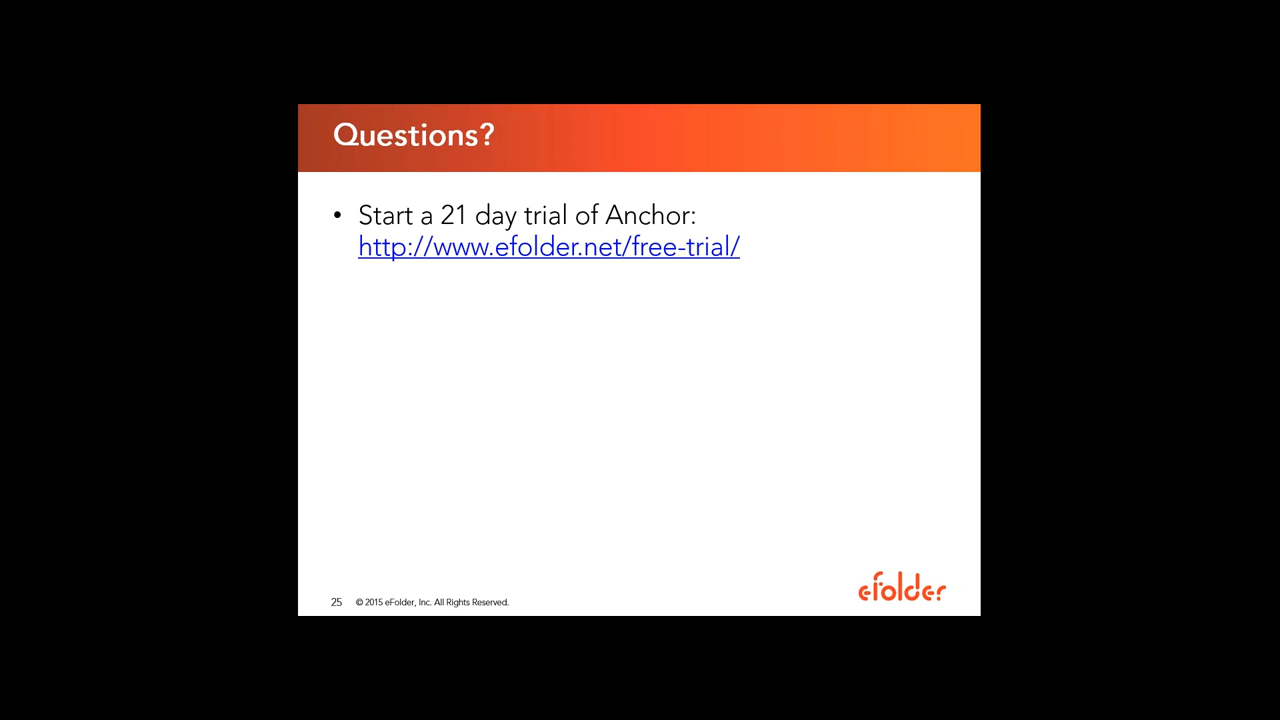 Questions?
• Start a 21 day trial of Anchor:
http://www.efolder.net/free-trial/
25 © 2015 eFolder, Inc. All Rights Reserved.
efolder